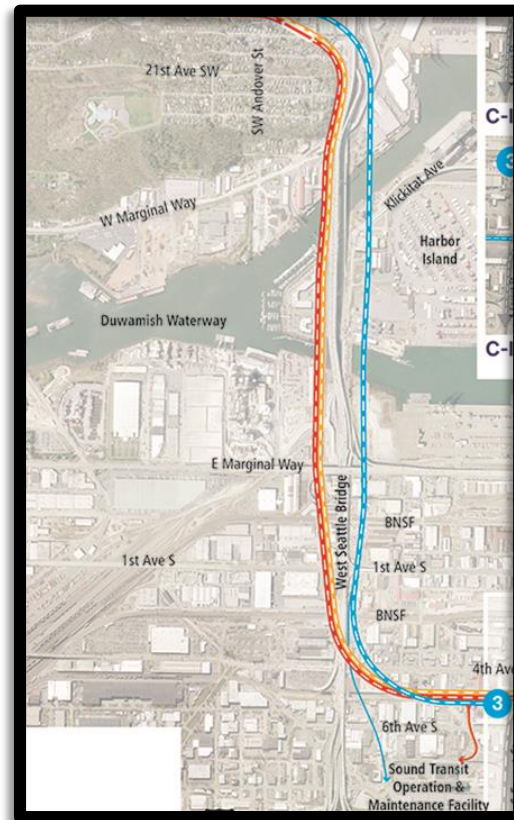 21st Ave SW
SW Andover St
C-I
3
W Marginal Way
Klickitat Ave
Harbor
Island
Duwamish Waterway
C-I
E Marginal Way
West Seattle Bridge
BNSF
1st Ave S
1st Ave S
BNSF
4th Ave
3
6th Ave S
Sound Transit
Operation &
Maintenance Facility